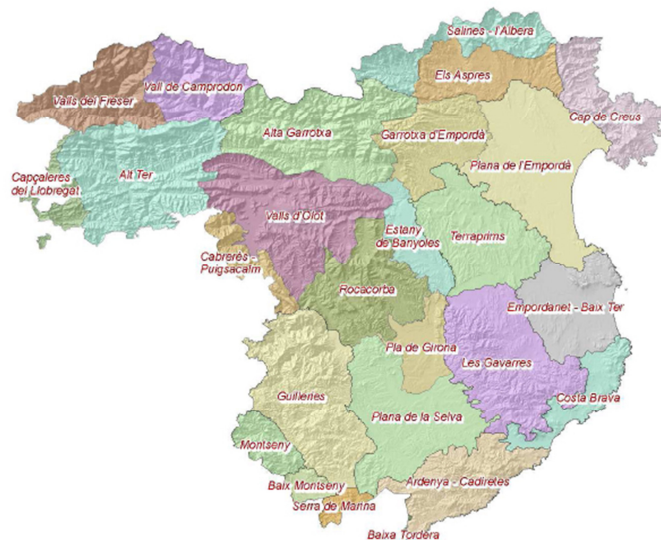 Salines - l'Albera
Vall de Camprodon
Els Aspres
Valls del Freser
Cap de Creus
Alta Garrotxa
Garrotxa d'Empordà
Plana de l'Empordà
Capçaleres
del Llobregat
Alt Ter
Valls d'Olot
Estany
de Banyoles
Terraprims
Cabrerès -
Puigsacalm
Rocacorba
Empordanet - Baix Ter
Pla de Girona
Les Gavarres
Guilleries
Costa Brava
Plana de la Selva
Montseny
Baix Montseny
Ardenya - Cadiretes
Serra de Marina
Baixa Tordera